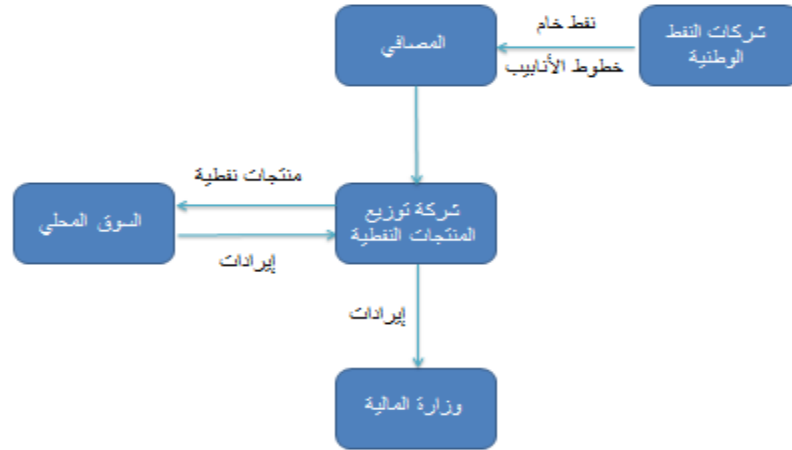 شركات النفط
الوطنية
نفط خام
خطوط الأنابيب
المصافي
شركة توزيع
المنتجات النفطية
منتجات نفطية
السوق المحلي
إيرادات
إيرادات
وزارة المالية